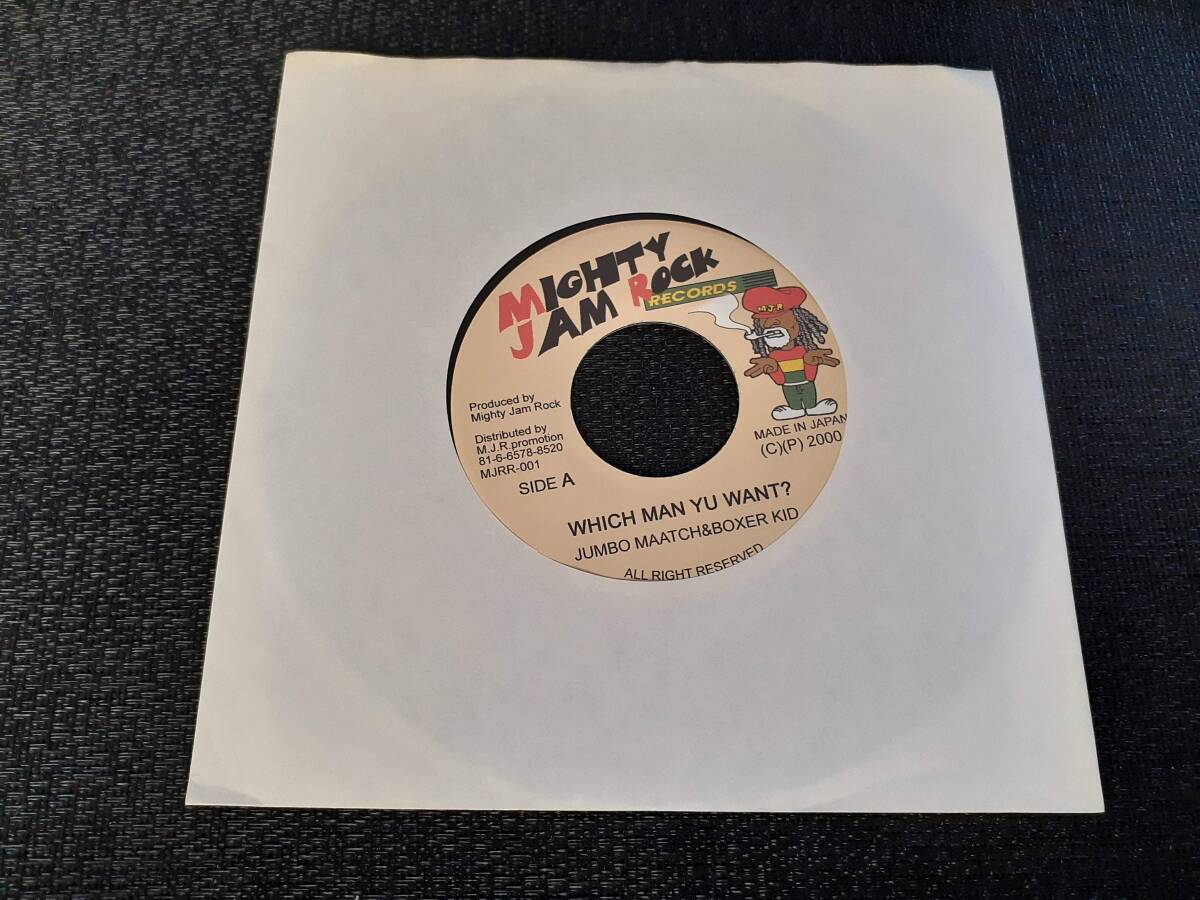 MIGHTY
JAM ROCK
RECORDS
M.J.R
Produced by
Mighty Jam Rock
Distributed by
M.J.R.promotion
81-6-6578-8520
MJRR-001
SIDE A
MADE IN JAPAN
(C)(P) 2000
WHICH MAN YU WANT?
JUMBO MAATCH&BOXER KID
ALL RIGHT RESERVED